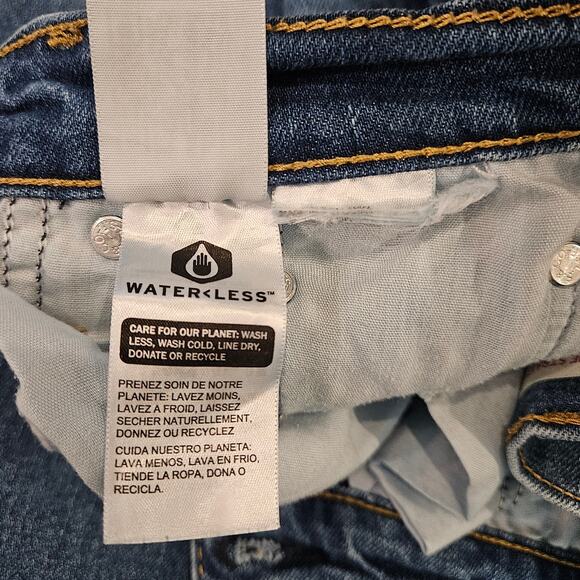 WATER<LESS™
CARE FOR OUR PLANET: WASH
LESS, WASH COLD, LINE DRY,
DONATE OR RECYCLE
PRENEZ SOIN DE NOTRE
PLANETE: LAVEZ MOINS,
LAVEZ A FROID, LAISSEZ
SECHER NATURELLEMENT,
DONNEZ OU RECYCLEZ
CUIDA NUESTRO PLANETA:
LAVA MENOS, LAVA EN FRIO,
TIENDE LA ROPA, DONA O
RECICLA.